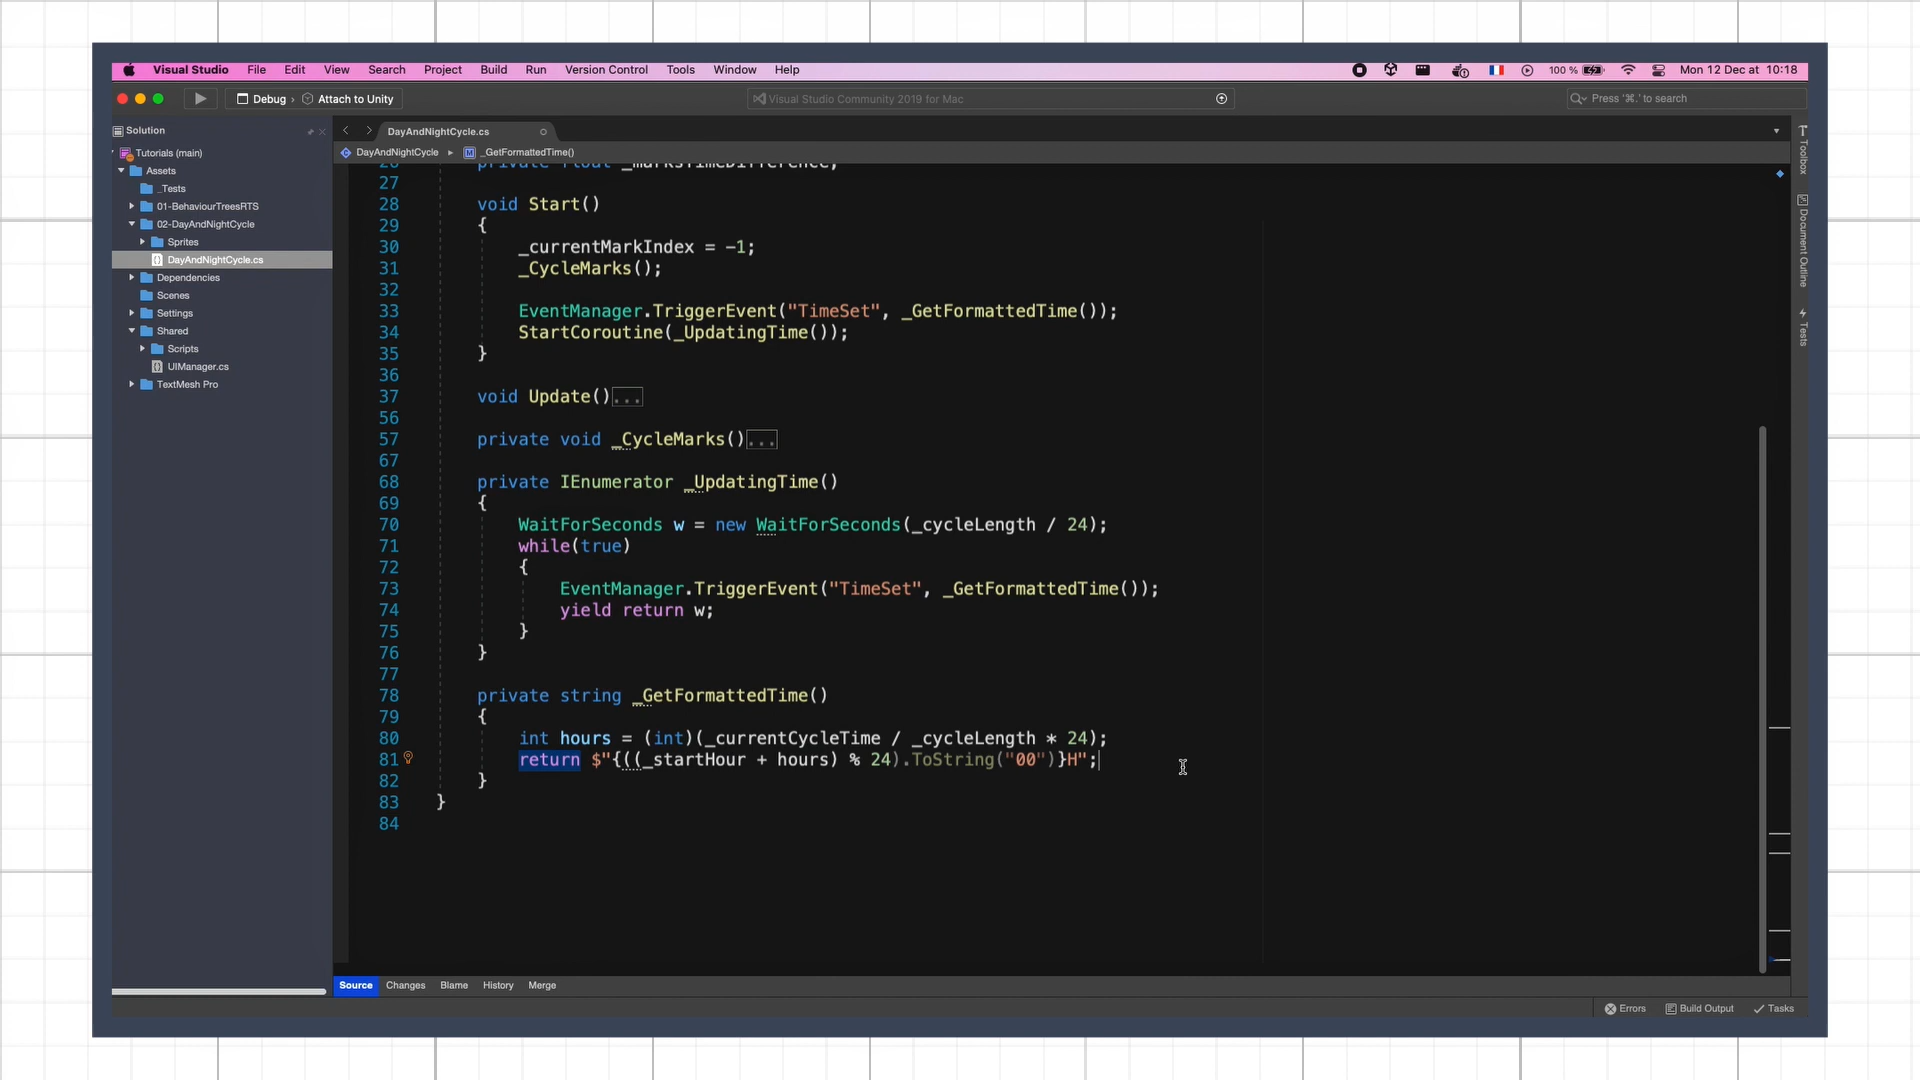 Visual Studio File Edit View Search Project Build Run Version Control Tools Window Help 100 % Mon 12 Dec at 10:18
Debug › Attach to Unity Visual Studio Community 2019 for Mac Press '⌘.' to search
Solution
Tutorials (main)
Assets
_Tests
01-BehaviourTreesRTS
02-DayAndNightCycle
Sprites
DayAndNightCycle.cs
Dependencies
Scenes
Settings
Shared
Scripts
UIManager.cs
TextMesh Pro
DayAndNightCycle.cs
DayAndNightCycle _GetFormattedTime()
26 private float _marksTimeDifference;
27
28 void Start()
29 {
30 _currentMarkIndex = -1;
31 _CycleMarks();
32
33 EventManager.TriggerEvent("TimeSet", _GetFormattedTime());
34 StartCoroutine(_UpdatingTime());
35 }
36
37 void Update()...
56
57 private void _CycleMarks()...
67
68 private IEnumerator _UpdatingTime()
69 {
70 WaitForSeconds w = new WaitForSeconds(_cycleLength / 24);
71 while(true)
72 {
73 EventManager.TriggerEvent("TimeSet", _GetFormattedTime());
74 yield return w;
75 }
76 }
77
78 private string _GetFormattedTime()
79 {
80 int hours = (int)(_currentCycleTime / _cycleLength * 24);
81 return $"{((_startHour + hours) % 24).ToString("00")}H";
82 }
83 }
84
Toolbox
Document Outline
Tests
Source Changes Blame History Merge
Errors Build Output Tasks